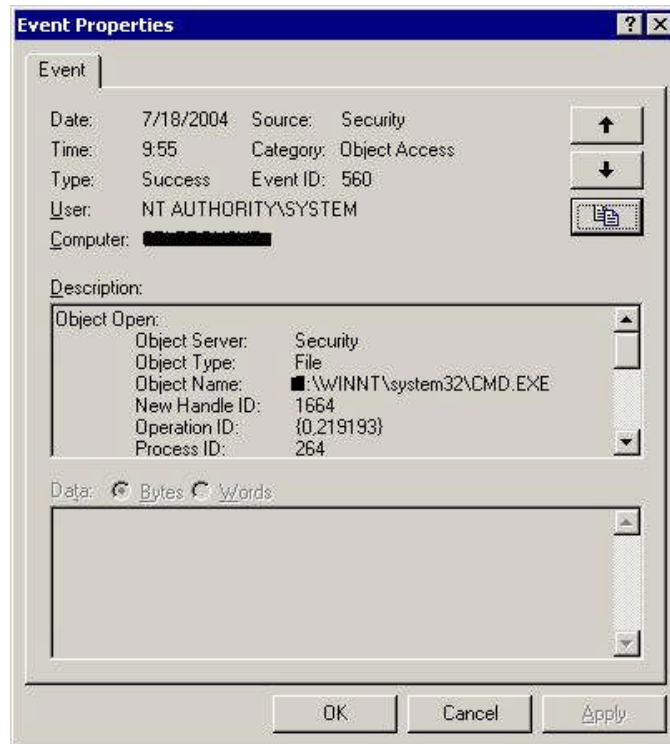 Event Properties
Event
Date: 7/18/2004 Source: Security
Time: 9:55 Category: Object Access
Type: Success Event ID: 560
User: NT AUTHORITY\SYSTEM
Computer:
Description:
Object Open:
Object Server: Security
Object Type: File
Object Name: :\WINNT\system32\CMD.EXE
New Handle ID: 1664
Operation ID: {0,219193}
Process ID: 264
Data: Bytes Words
OK Cancel Apply